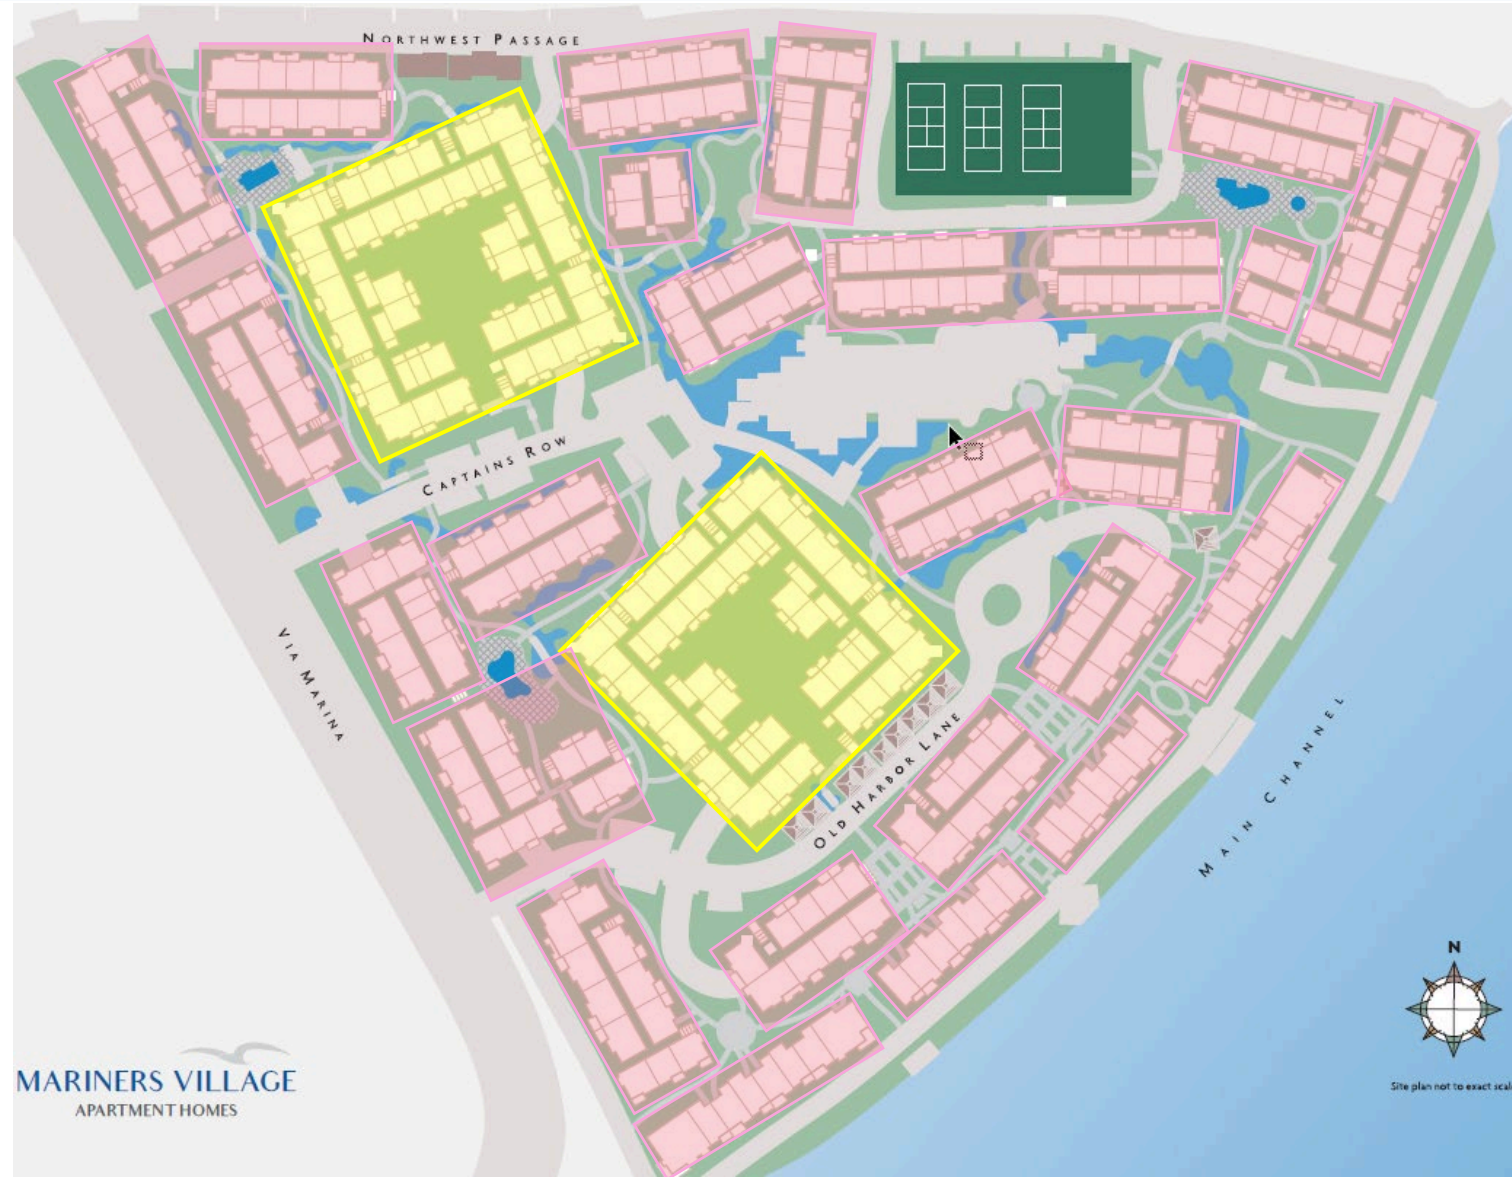 NORTHWEST PASSAGE
CAPTAINS ROW
VIA MARINA
OLD HARBOR LANE
MAIN CHANNEL
N
Site plan not to exact scal
MARINERS VILLAGE
APARTMENT HOMES